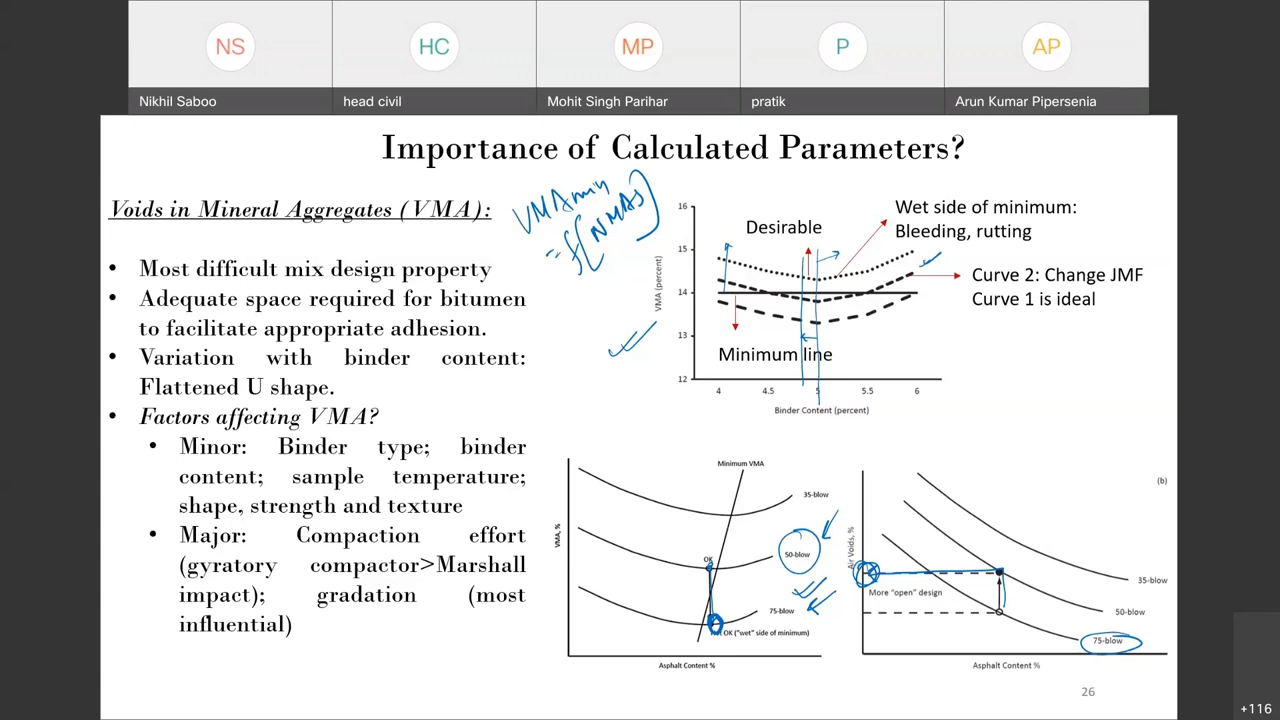 NS
HC
MP
P
AP
Nikhil Saboo
head civil
Mohit Singh Parihar
pratik
Arun Kumar Pipersenia
Importance of Calculated Parameters?
Voids in Mineral Aggregates (VMA):
• Most difficult mix design property
• Adequate space required for bitumen
to facilitate appropriate adhesion.
• Variation with binder content:
Flattened U shape.
• Factors affecting VMA?
• Minor: Binder type; binder
content; sample temperature;
shape, strength and texture
• Major: Compaction effort
(gyratory compactor>Marshall
impact); gradation (most
influential)
VMAmin
= f(NMAS)
16
15
14
13
12
VMA (percent)
4
4.5
5
5.5
6
Binder Content (percent)
Desirable
Minimum line
Wet side of minimum:
Bleeding, rutting
Curve 2: Change JMF
Curve 1 is ideal
VMA, %
Minimum VMA
35-blow
OK
50-blow
75-blow
OK ("wet" side of minimum)
Asphalt Content %
(b)
Air Voids, %
More "open" design
35-blow
50-blow
75-blow
Asphalt Content %
26
+116